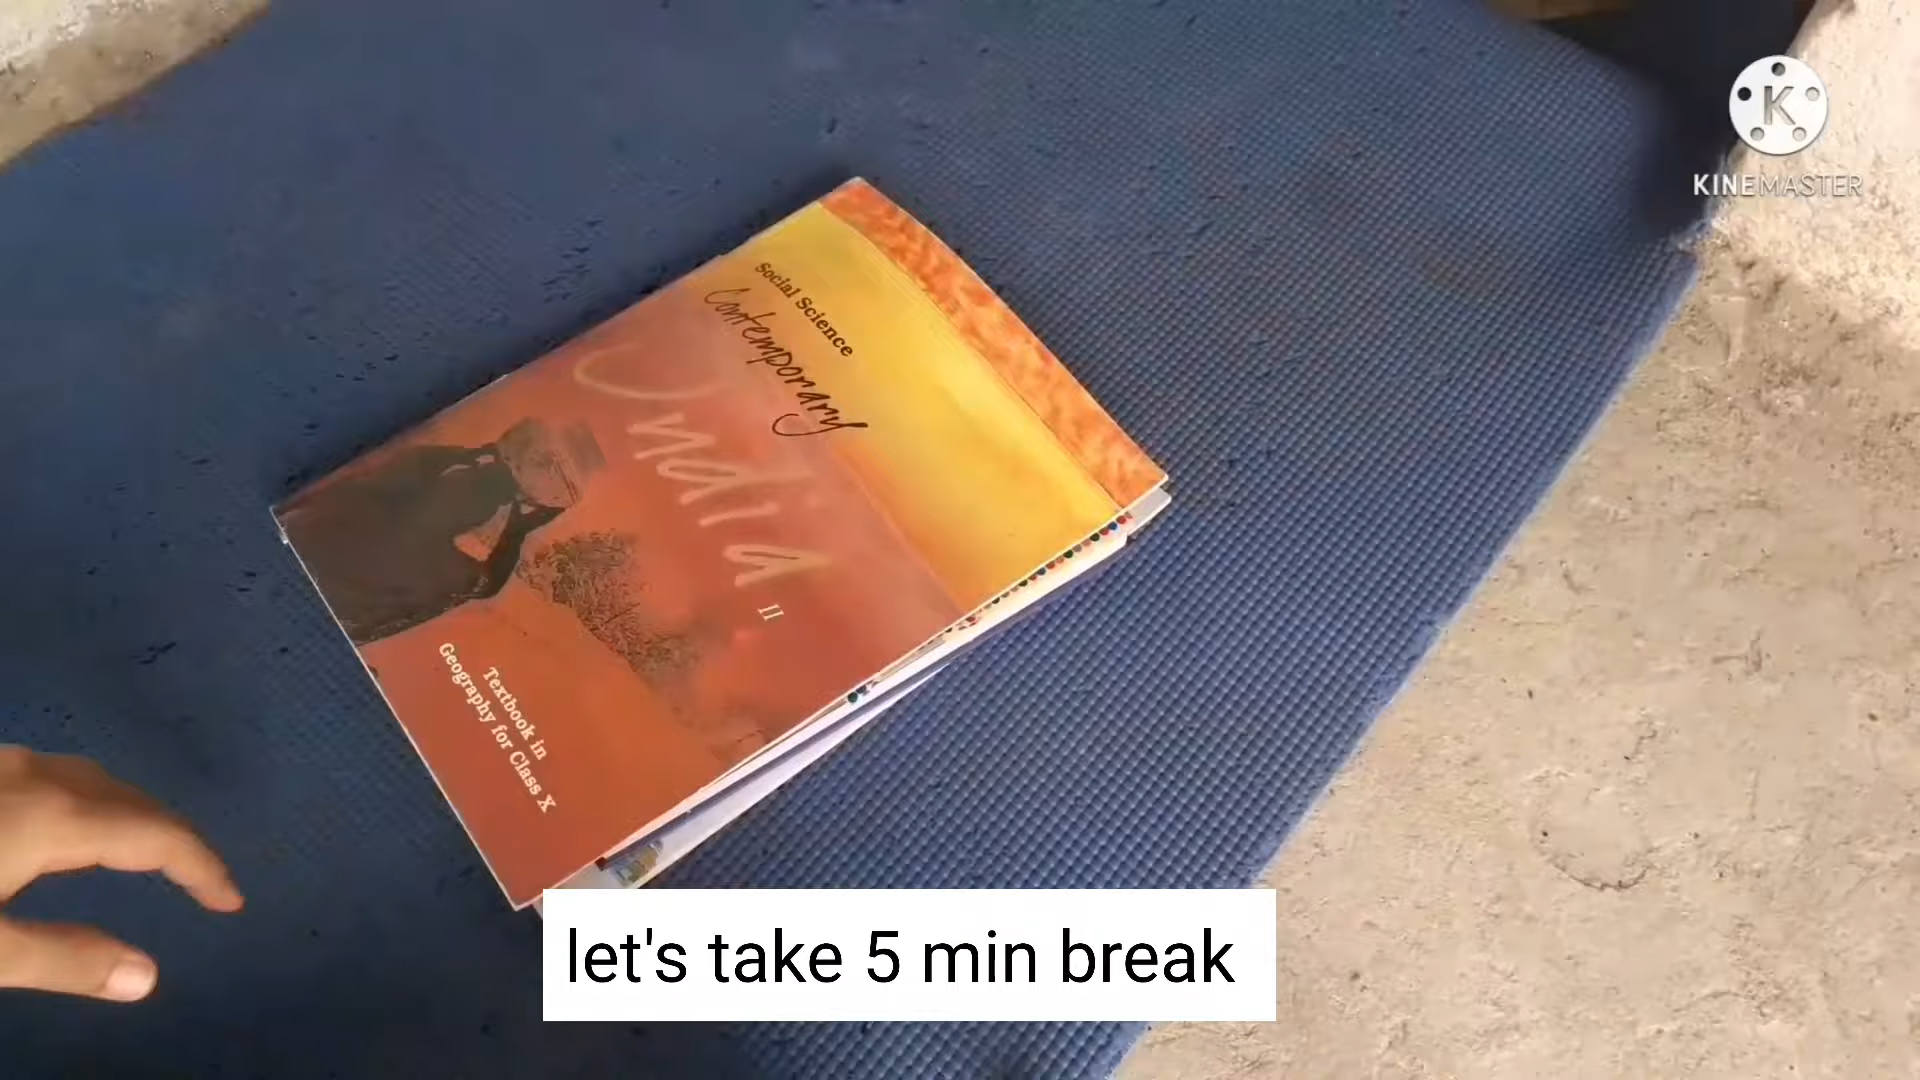 K
KINEMASTER
Social Science
Contemporary
India
II
Textbook in
Geography for Class X
let's take 5 min break